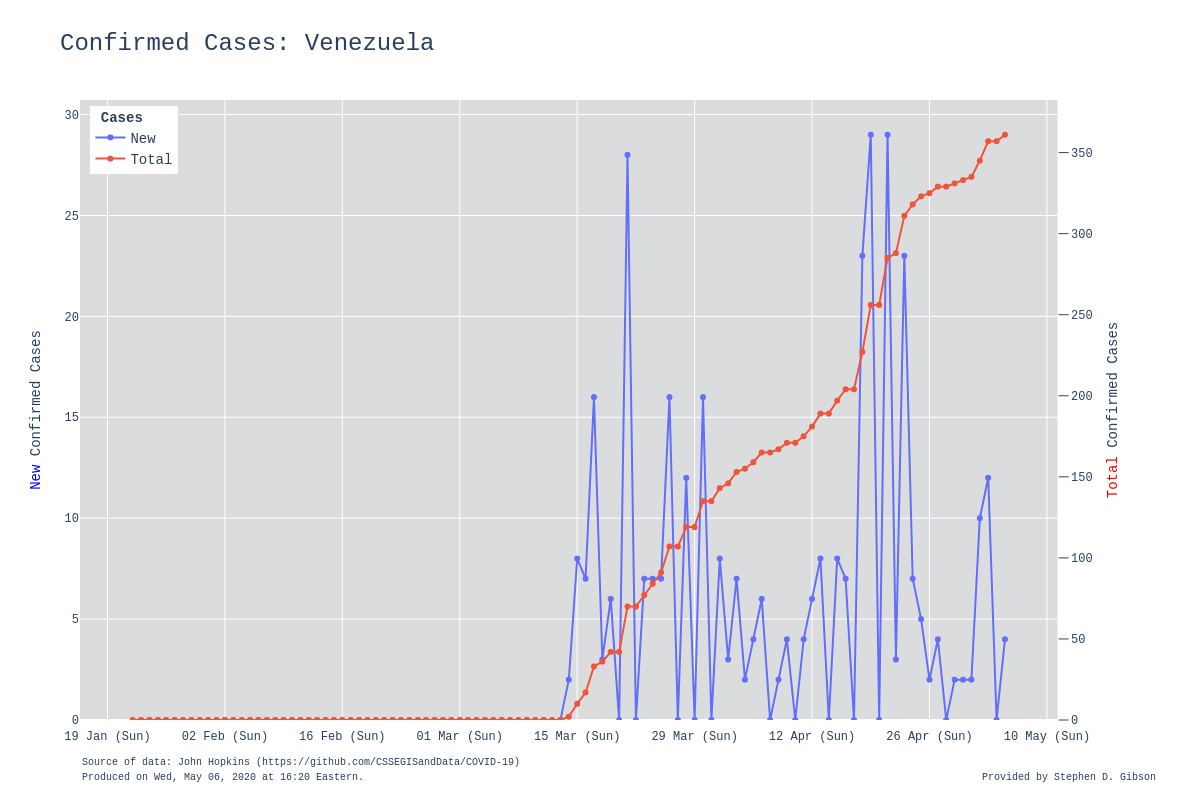 Confirmed Cases: Venezuela
Cases
New
Total
30
25
20
15
10
5
0
New Confirmed Cases
350
300
250
200
150
100
50
0
Total Confirmed Cases
19 Jan (Sun) 02 Feb (Sun) 16 Feb (Sun) 01 Mar (Sun) 15 Mar (Sun) 29 Mar (Sun) 12 Apr (Sun) 26 Apr (Sun) 10 May (Sun)
Source of data: John Hopkins (https://github.com/CSSEGISandData/COVID-19)
Produced on Wed, May 06, 2020 at 16:20 Eastern.
Provided by Stephen D. Gibson